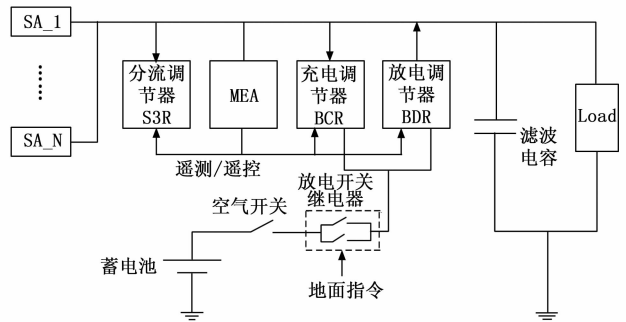 SA_1
分流调
节器
S3R
MEA
充电调
节器
BCR
放电调
节器
BDR
Load
滤波
电容
SA_N
遥测/遥控
放电开关
继电器
空气开关
蓄电池
地面指令